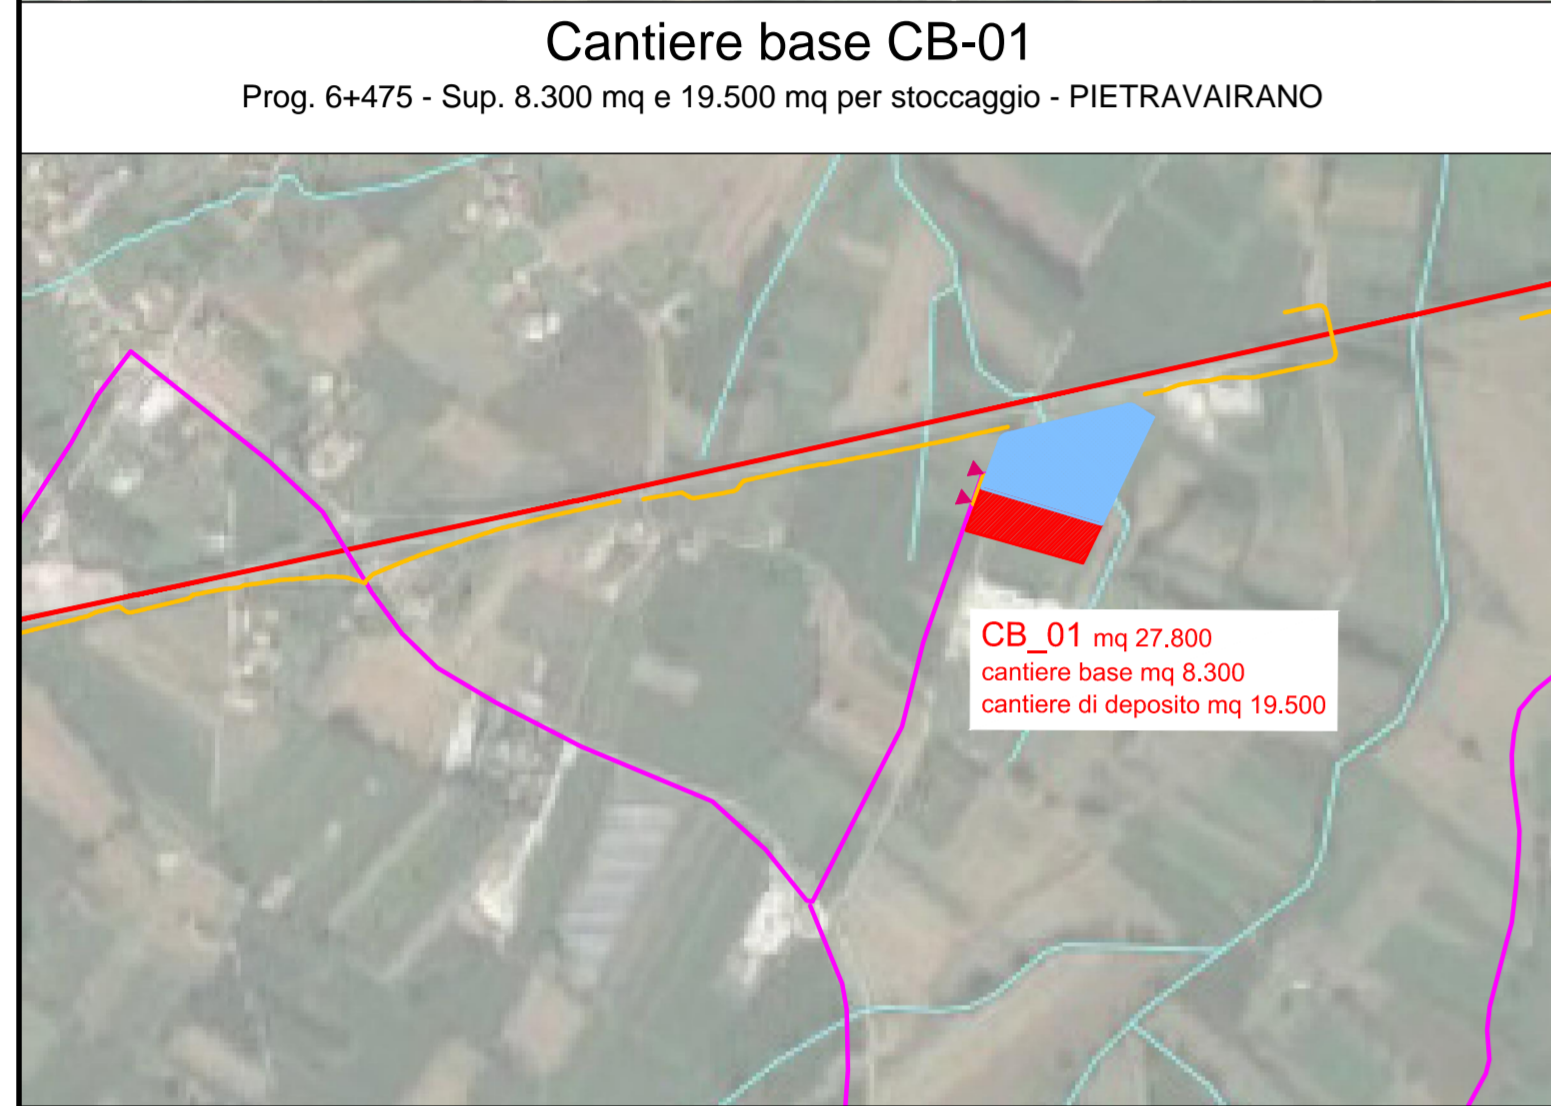 Cantiere base CB-01
Prog. 6+475 - Sup. 8.300 mq e 19.500 mq per stoccaggio - PIETRAVAIRANO
CB_01 mq 27.800
cantiere base mq 8.300
cantiere di deposito mq 19.500